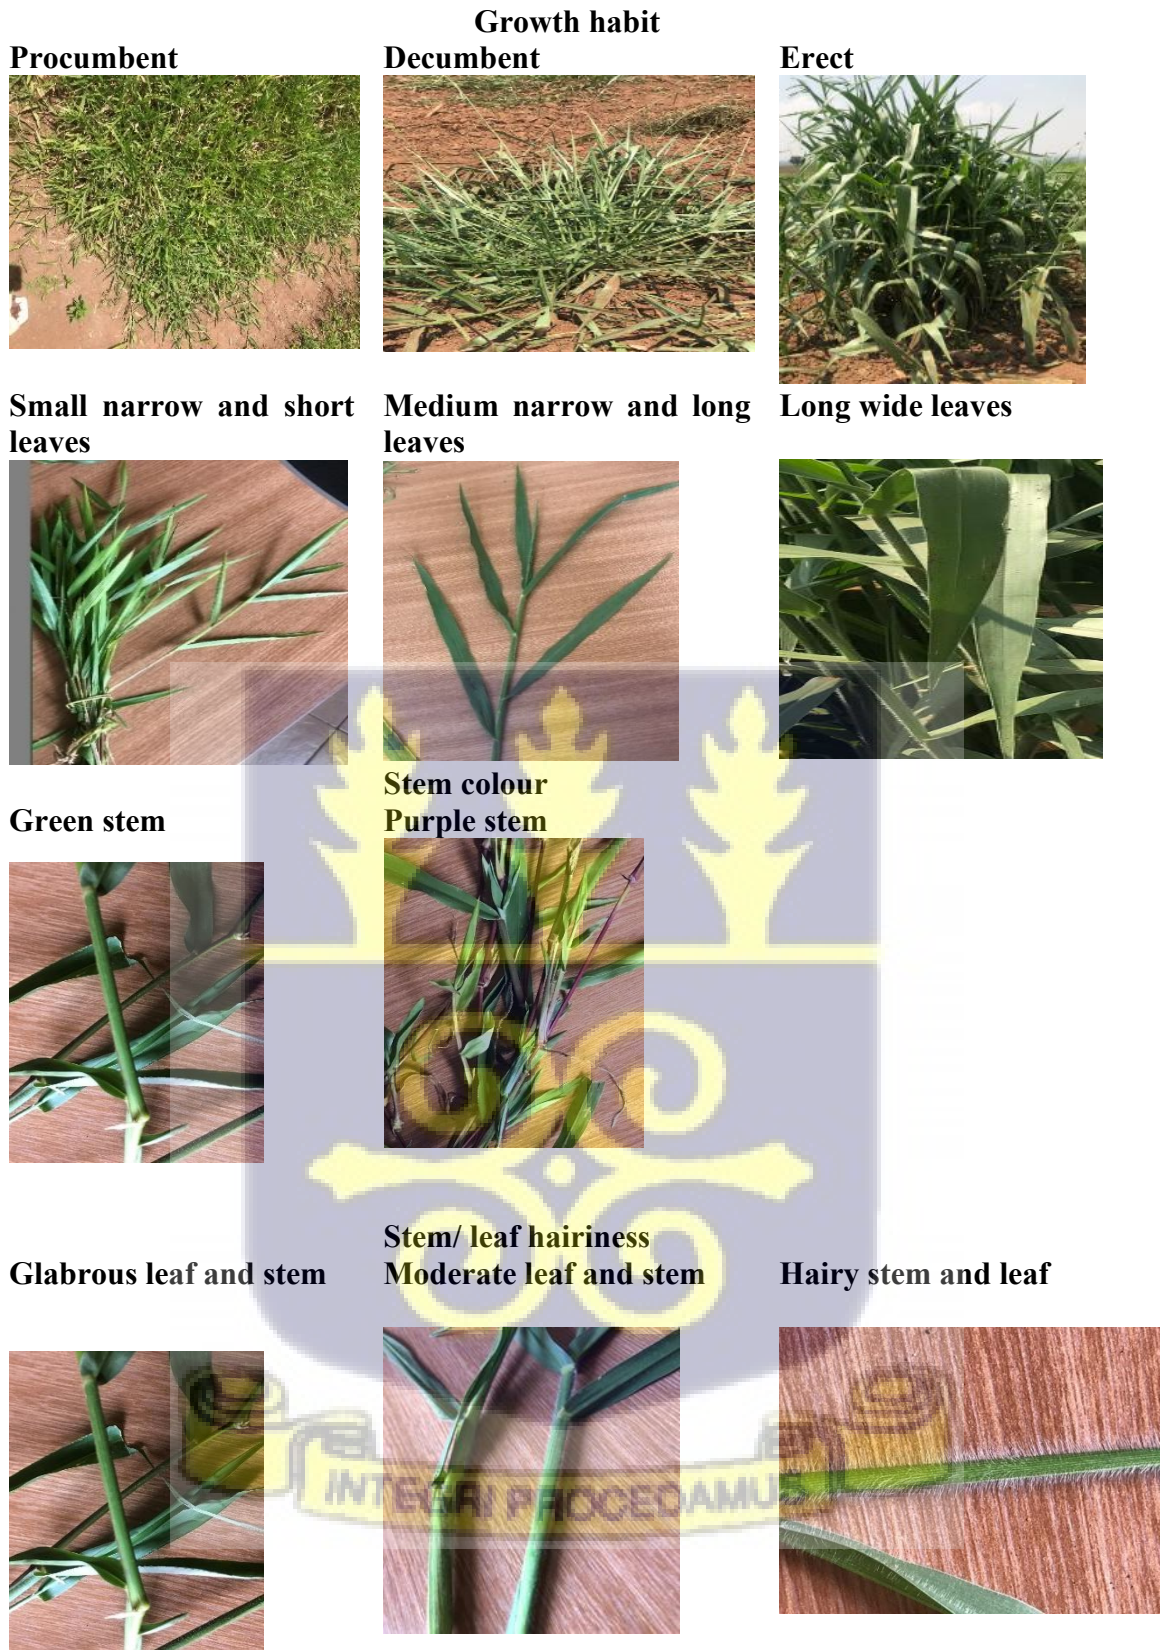 Growth habit
Procumbent
Decumbent
Erect
Small narrow and short
leaves
Medium narrow and long
leaves
Long wide leaves
Stem colour
Green stem
Purple stem
Stem/ leaf hairiness
Glabrous leaf and stem
Moderate leaf and stem
Hairy stem and leaf
INTEGRI PROCEDAMUS